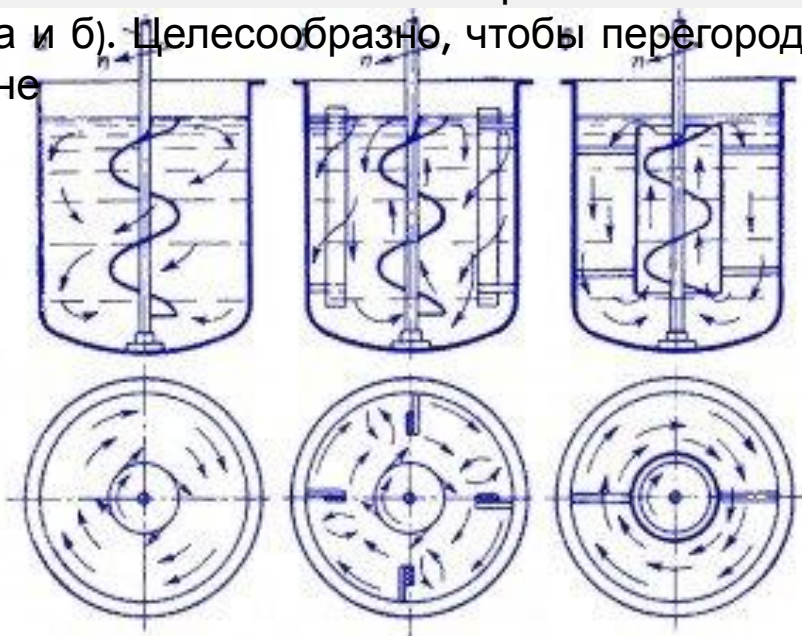 а и б). Целесообразно, чтобы перегород
не
n n n